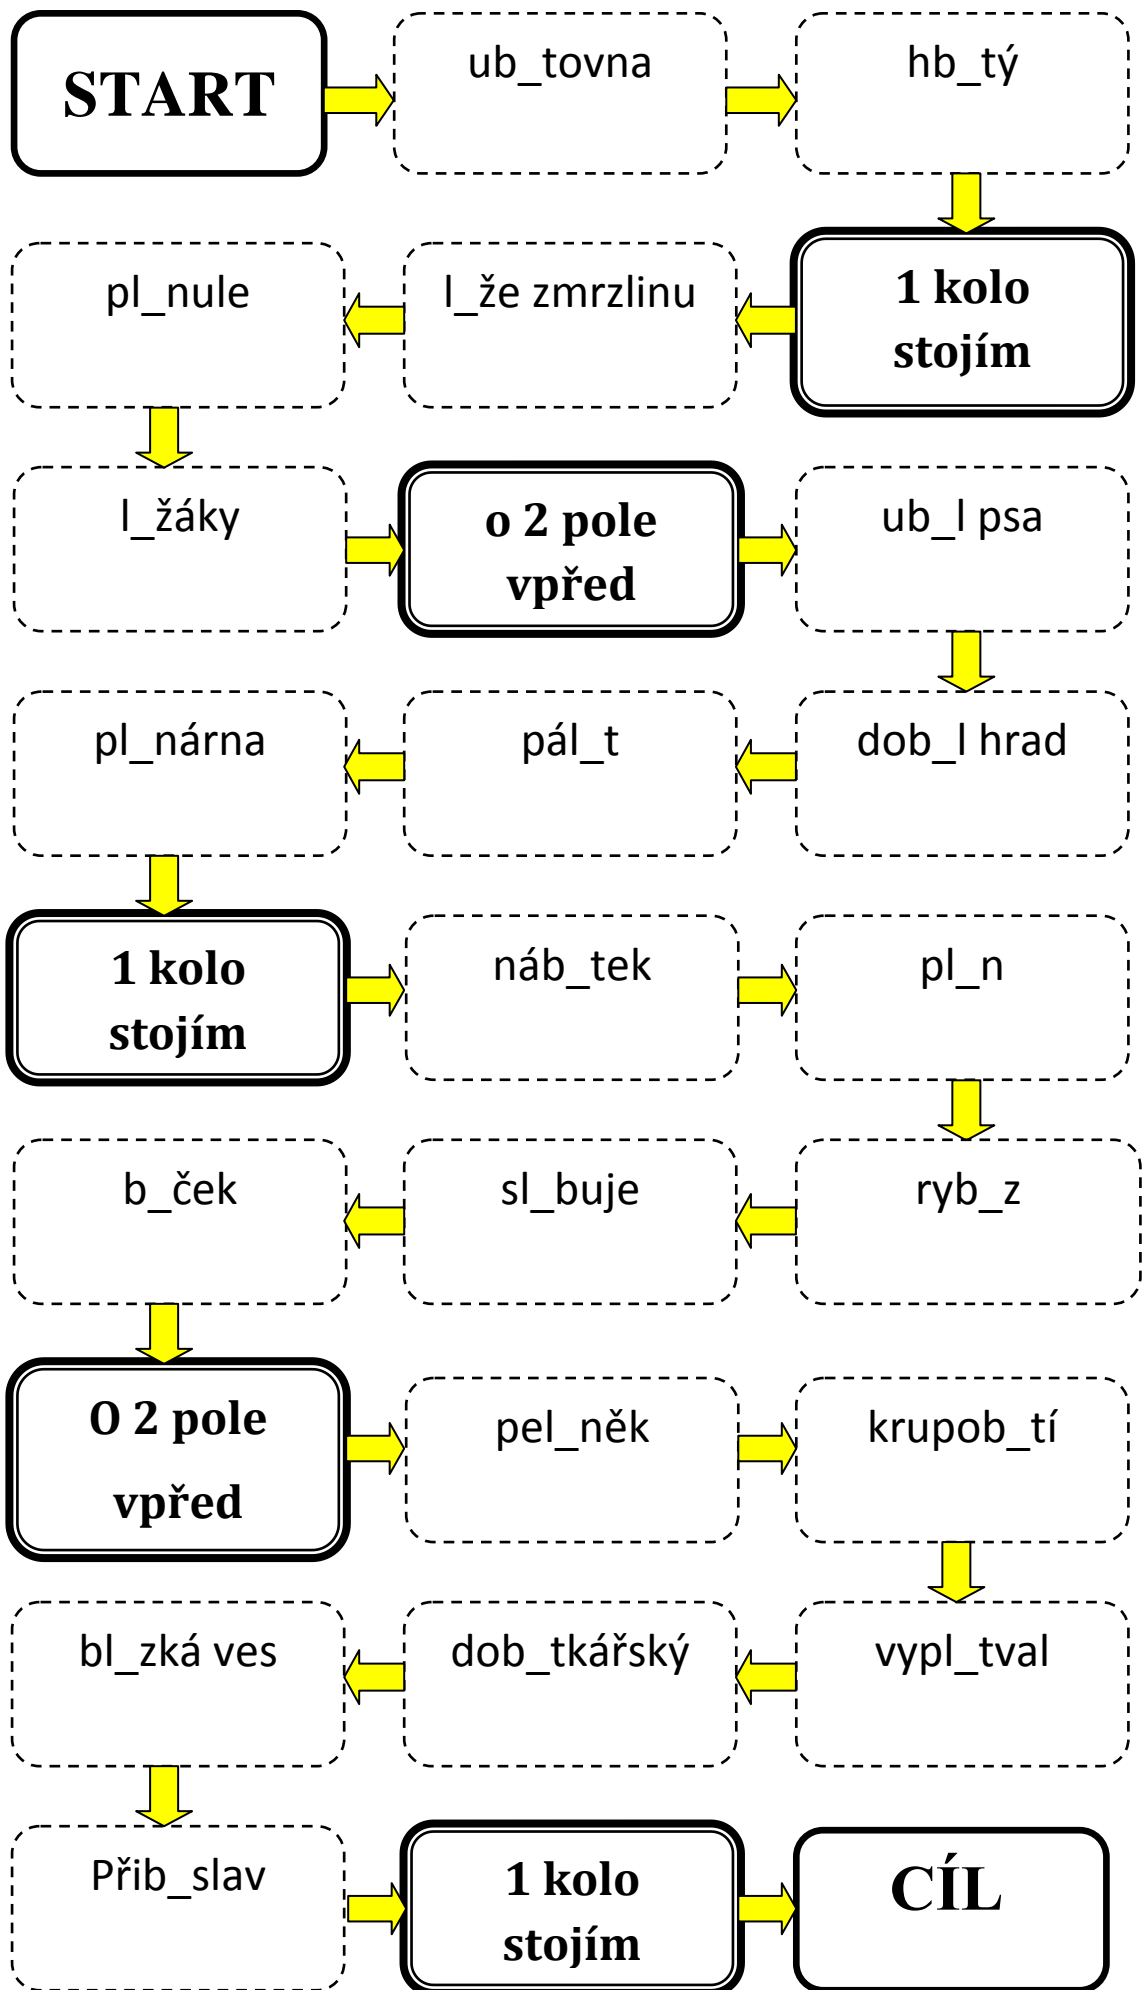 START
ub_tovna
hb_tý
pl_nule
l_že zmrzlinu
1 kolo
stojím
l_žáky
o 2 pole
vpřed
ub_l psa
pl_nárna
pál_t
dob_l hrad
1 kolo
stojím
náb_tek
pl_n
b_ček
sl_buje
ryb_z
O 2 pole
vpřed
pel_něk
krupob_tí
bl_zká ves
dob_tkářský
vypl_tval
Přib_slav
1 kolo
stojím
CÍL